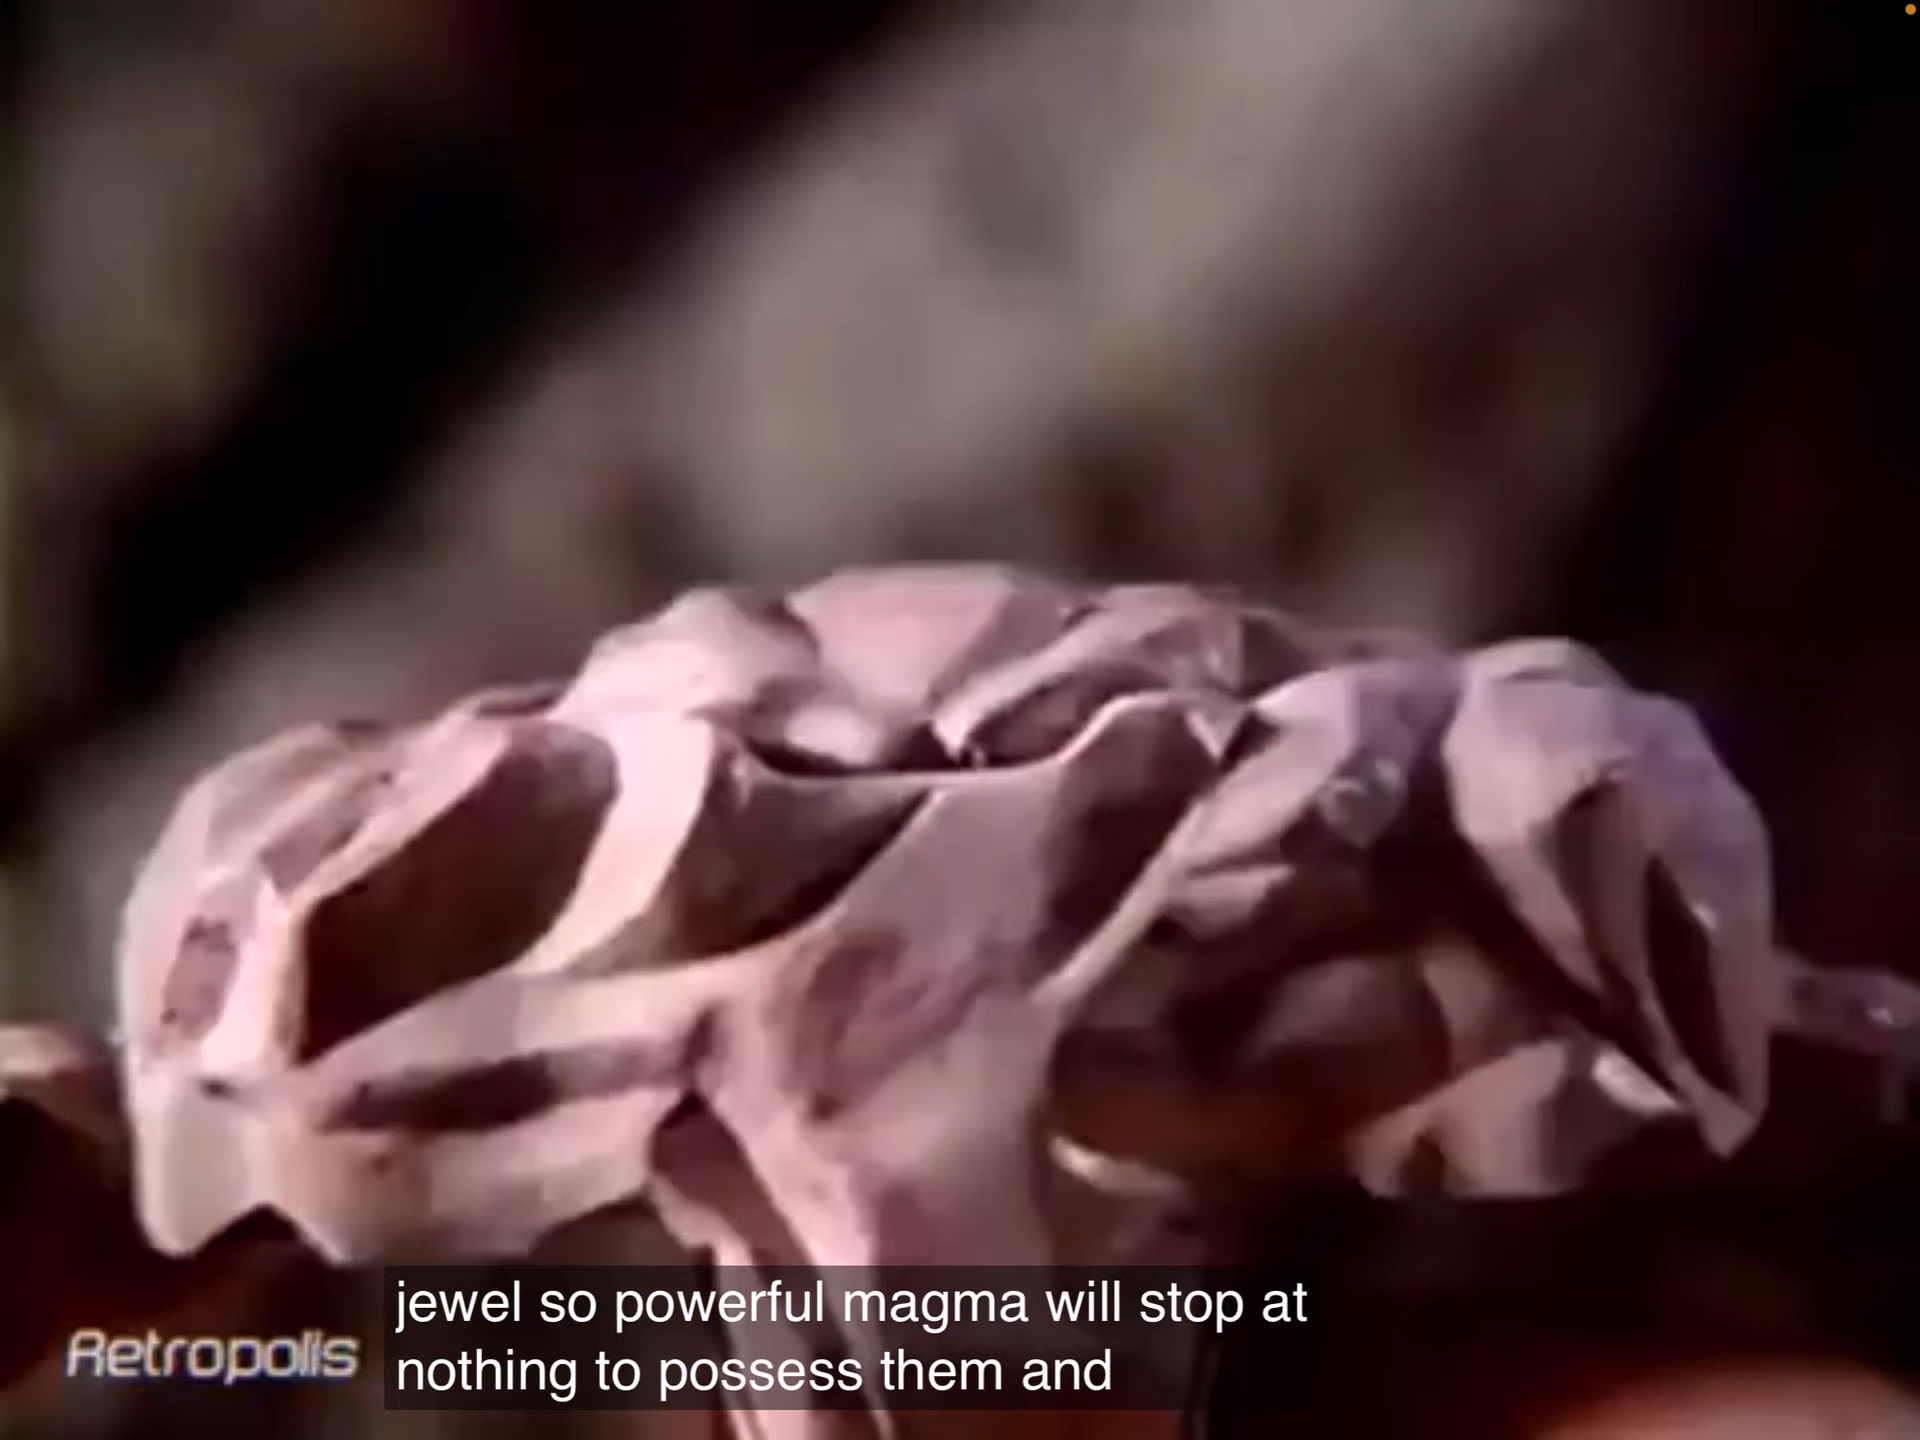 jewel so powerful magma will stop at
nothing to possess them and
Retropolis